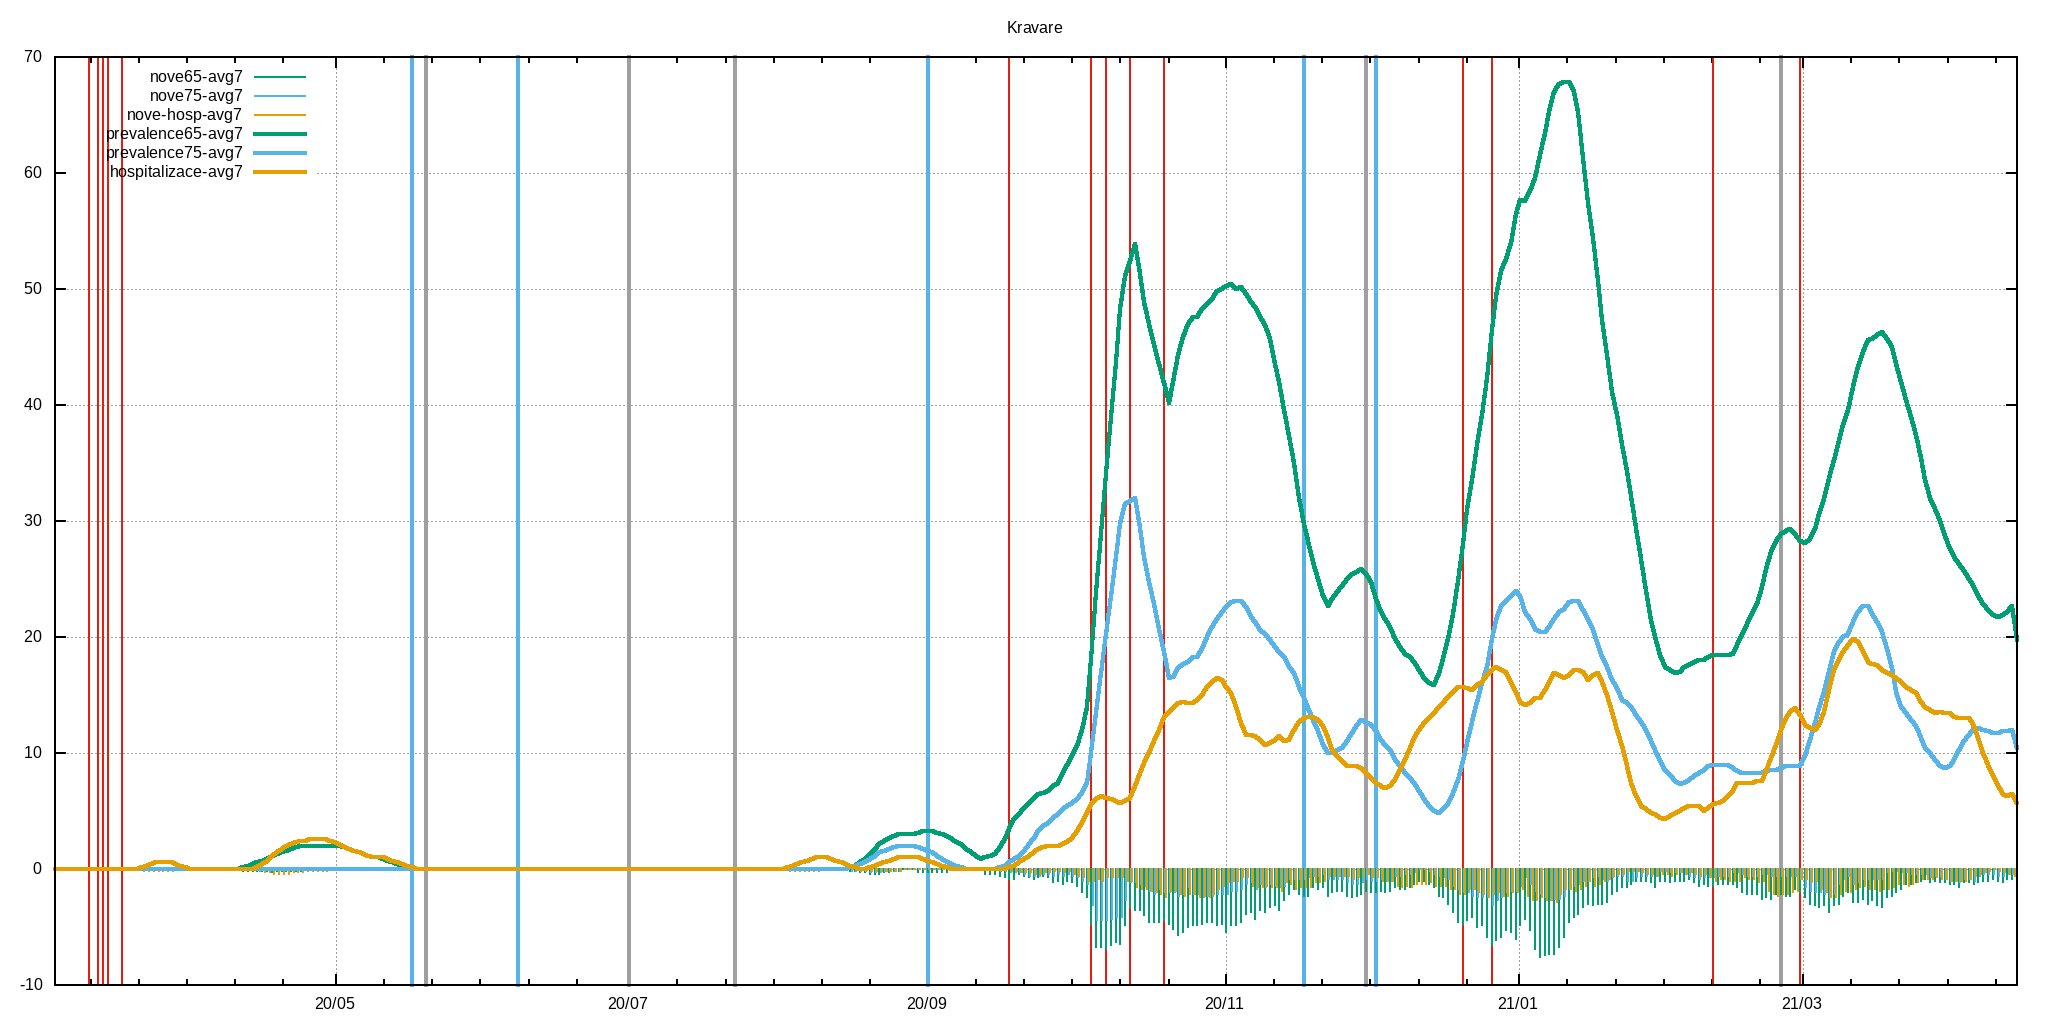 Kravare
70
nove65-avg7
nove75-avg7
nove-hosp-avg7
prevalence65-avg7
prevalence75-avg7
hospitalizace-avg7
60
50
40
30
20
10
0
-10
20/05 20/07 20/09 20/11 21/01 21/03